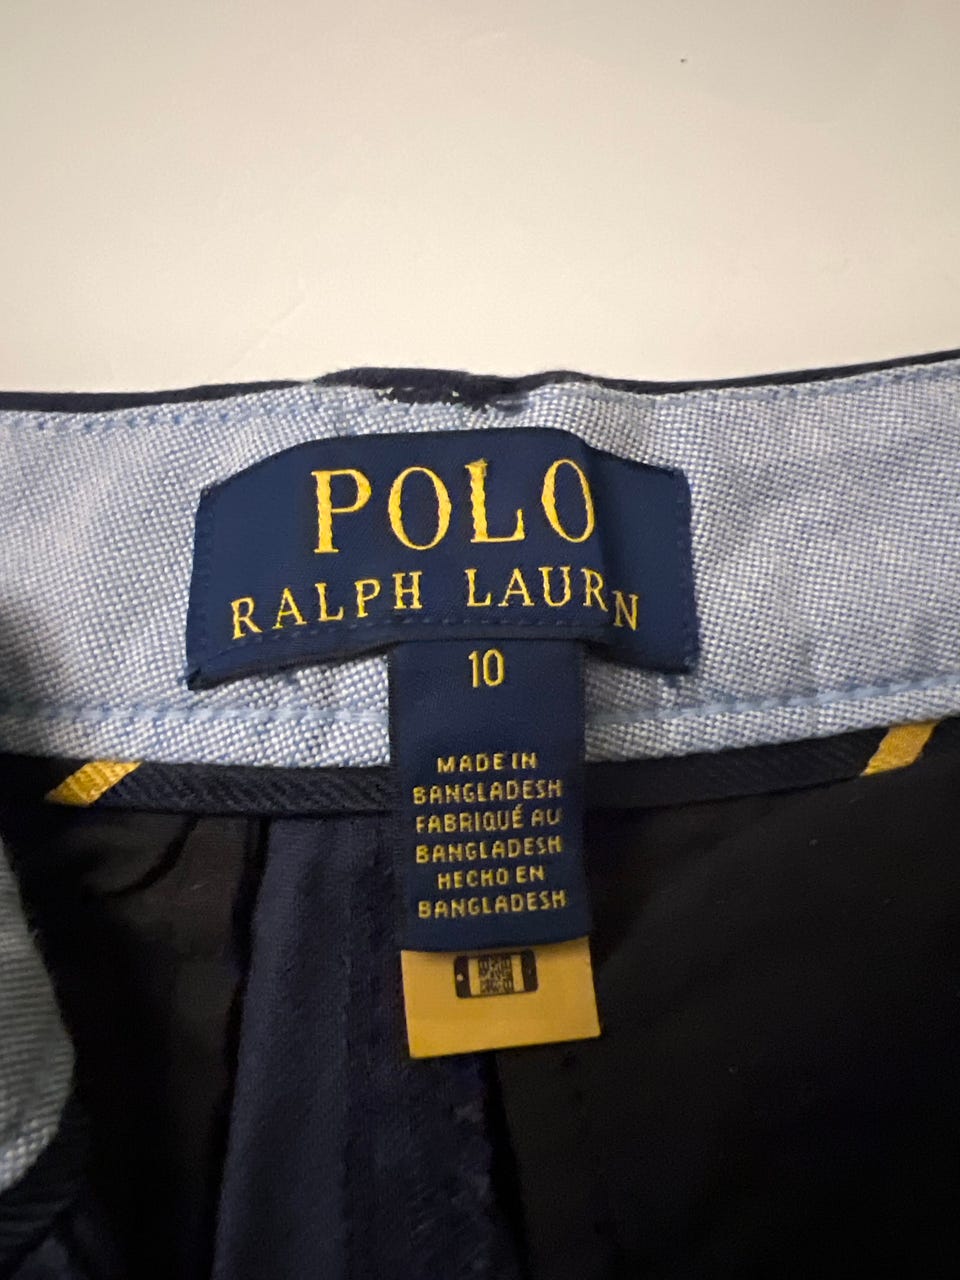 POLO
RALPH LAURN
10
MADE IN
BANGLADESH
FABRIQUÉ AU
BANGLADESH
HECHO EN
BANGLADESH